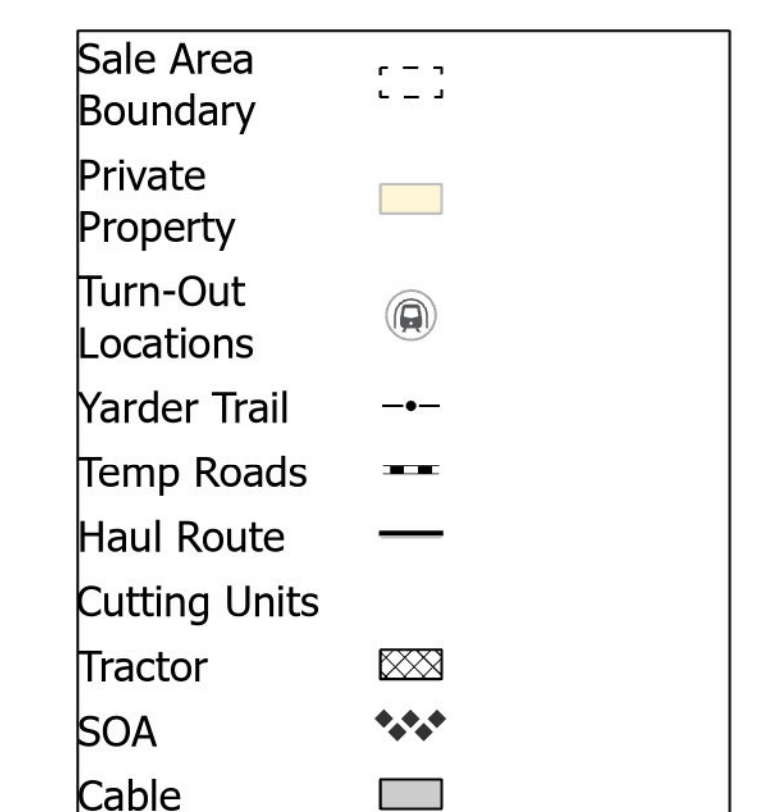 Sale Area
Boundary
Private
Property
Turn-Out
Locations
Yarder Trail
Temp Roads
Haul Route
Cutting Units
Tractor
SOA
Cable